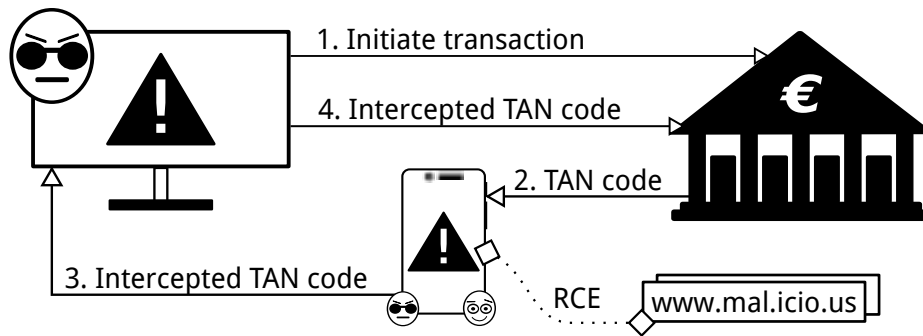 1. Initiate transaction
€
4. Intercepted TAN code
!
2. TAN code
!
3. Intercepted TAN code
RCE
www.mal.icio.us